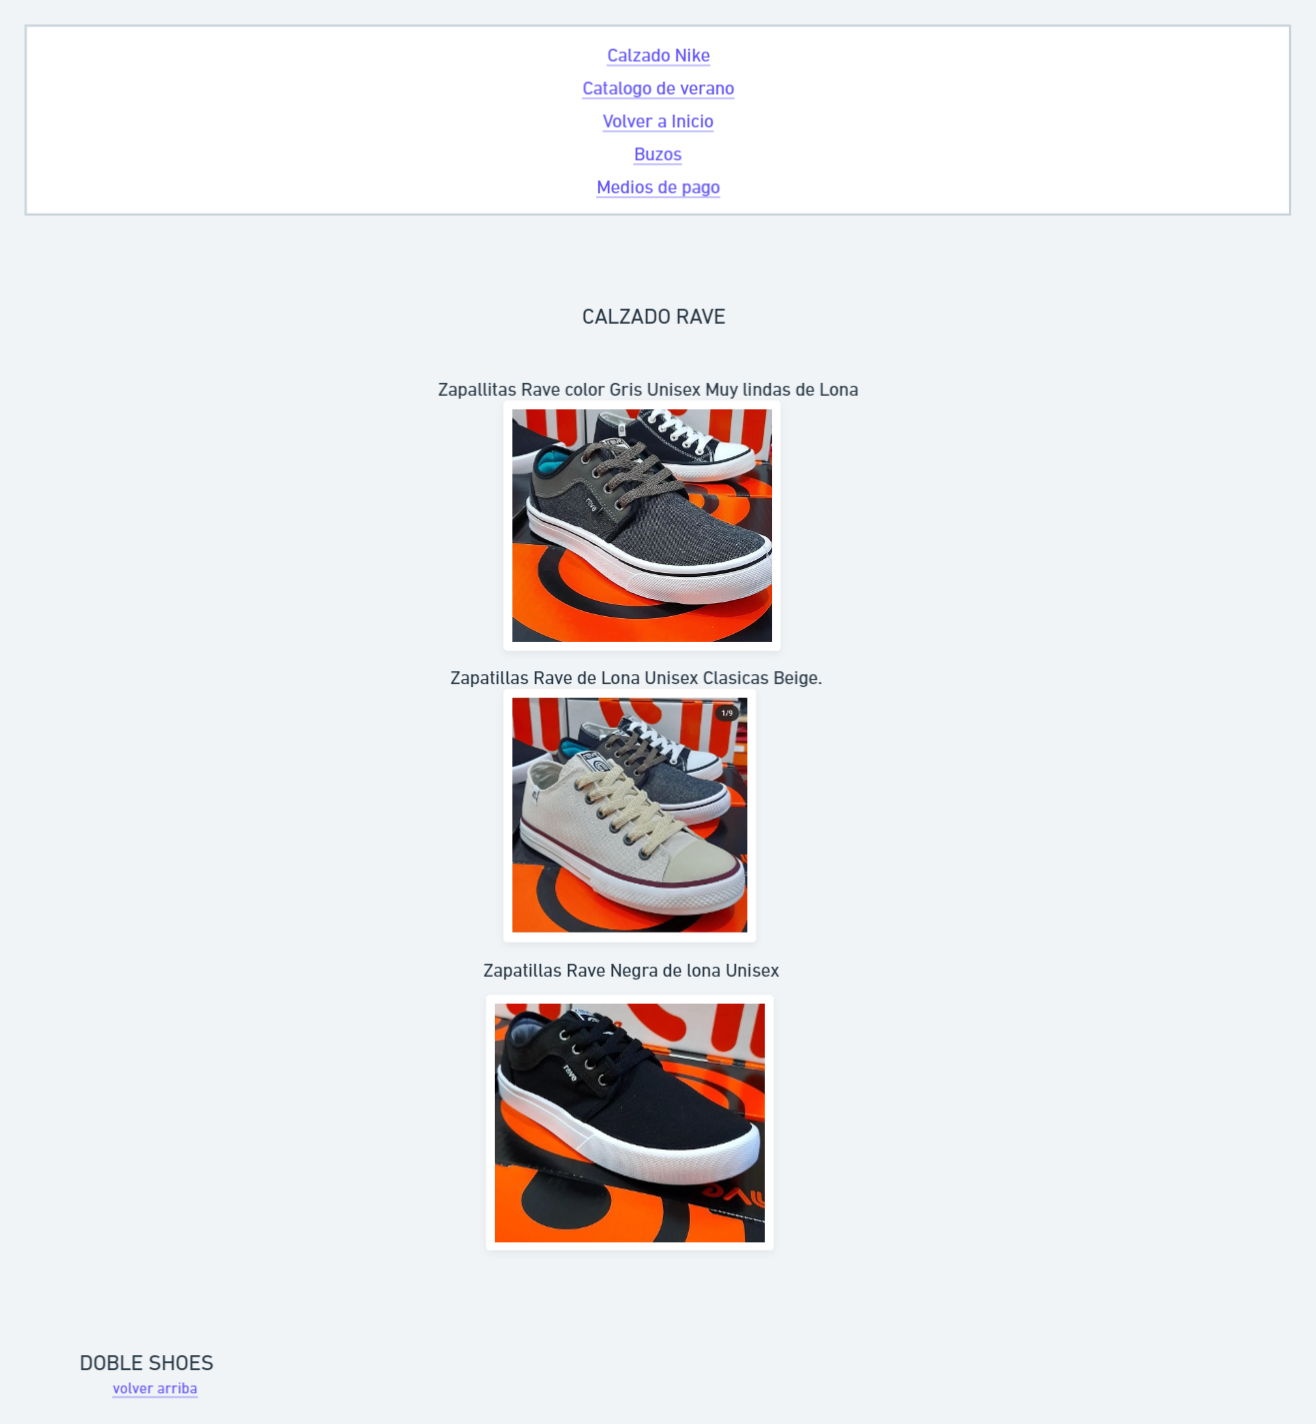 Calzado Nike
Catalogo de verano
Volver a Inicio
Buzos
Medios de pago
CALZADO RAVE
Zapallitas Rave color Gris Unisex Muy lindas de Lona
rave
Zapatillas Rave de Lona Unisex Clasicas Beige.
1/9
Zapatillas Rave Negra de lona Unisex
rave
DOBLE SHOES
volver arriba